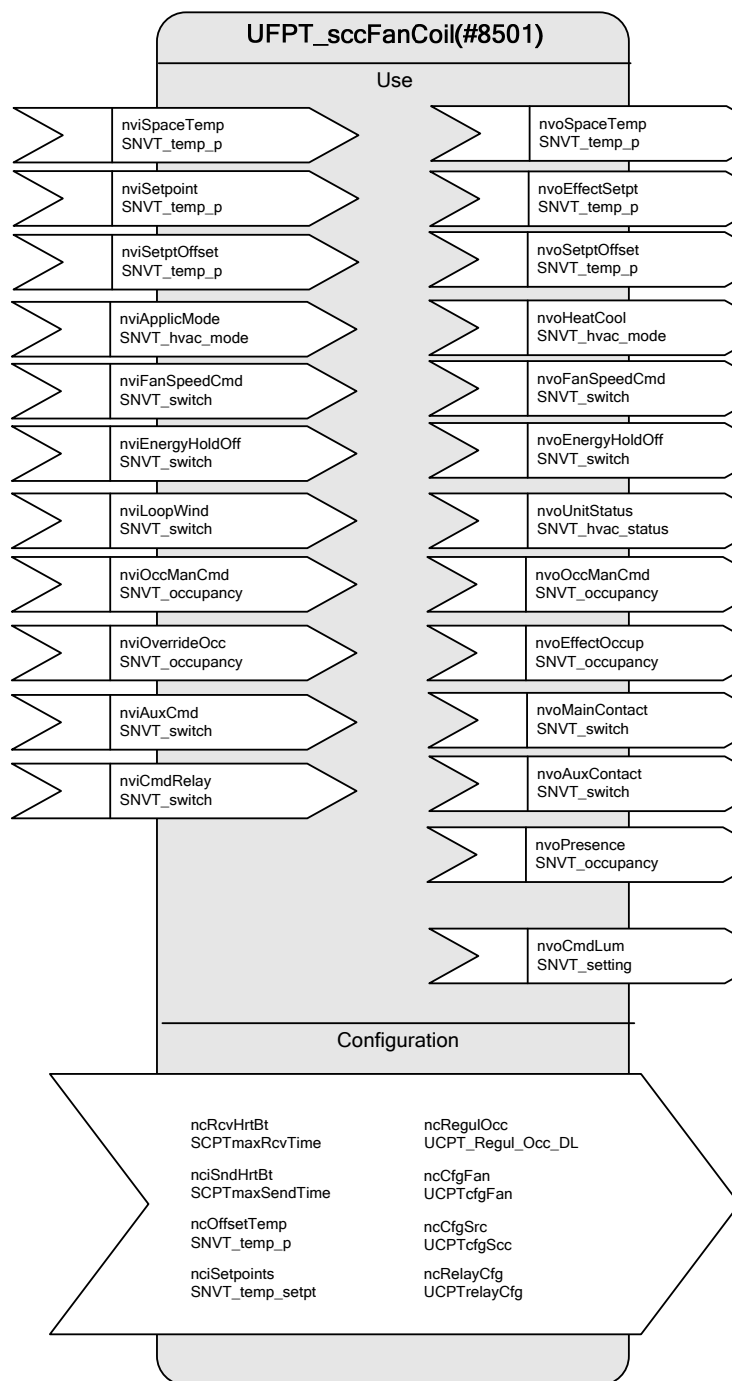 UFPT_sccFanCoil(#8501)
Use
nviSpaceTemp
SNVT_temp_p
nviSetpoint
SNVT_temp_p
nviSetptOffset
SNVT_temp_p
nviApplicMode
SNVT_hvac_mode
nviFanSpeedCmd
SNVT_switch
nviEnergyHoldOff
SNVT_switch
nviLoopWind
SNVT_switch
nviOccManCmd
SNVT_occupancy
nviOverrideOcc
SNVT_occupancy
nviAuxCmd
SNVT_switch
nviCmdRelay
SNVT_switch
nvoSpaceTemp
SNVT_temp_p
nvoEffectSetpt
SNVT_temp_p
nvoSetptOffset
SNVT_temp_p
nvoHeatCool
SNVT_hvac_mode
nvoFanSpeedCmd
SNVT_switch
nvoEnergyHoldOff
SNVT_switch
nvoUnitStatus
SNVT_hvac_status
nvoOccManCmd
SNVT_occupancy
nvoEffectOccup
SNVT_occupancy
nvoMainContact
SNVT_switch
nvoAuxContact
SNVT_switch
nvoPresence
SNVT_occupancy
nvoCmdLum
SNVT_setting
Configuration
ncRcvHrtBt
SCPTmaxRcvTime
nciSndHrtBt
SCPTmaxSendTime
ncOffsetTemp
SNVT_temp_p
nciSetpoints
SNVT_temp_setpt
ncRegulOcc
UCPT_Regul_Occ_DL
ncCfgFan
UCPTcfgFan
ncCfgSrc
UCPTcfgScc
ncRelayCfg
UCPTrelayCfg